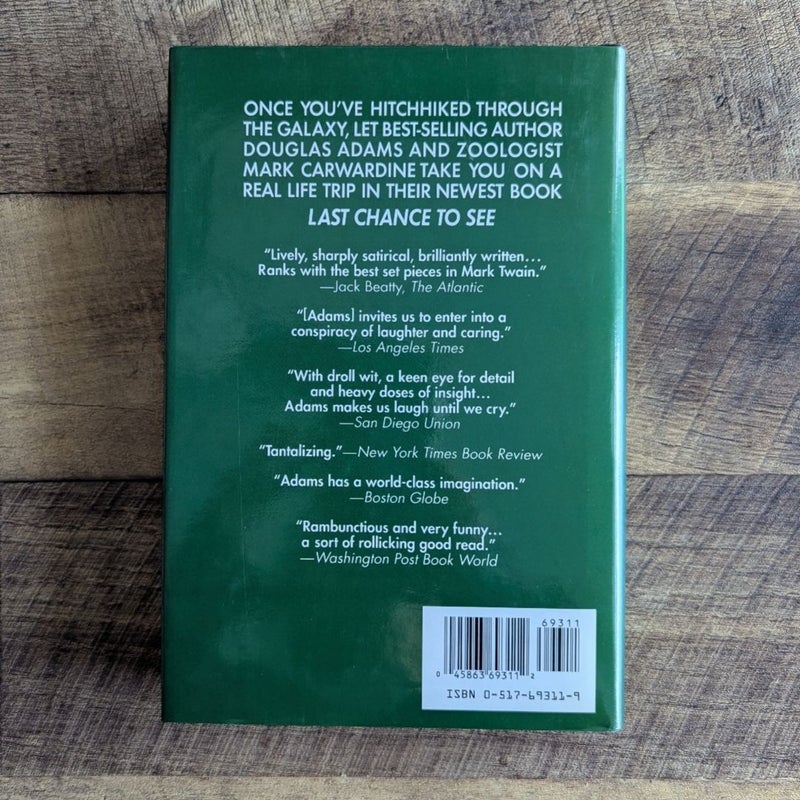 ONCE YOU'VE HITCHHIKED THROUGH
THE GALAXY, LET BEST-SELLING AUTHOR
DOUGLAS ADAMS AND ZOOLOGIST
MARK CARWARDINE TAKE YOU ON A
REAL LIFE TRIP IN THEIR NEWEST BOOK
LAST CHANCE TO SEE
“Lively, sharply satirical, brilliantly written...
Ranks with the best set pieces in Mark Twain.”
—Jack Beatty, The Atlantic
“[Adams] invites us to enter into a
conspiracy of laughter and caring.”
—Los Angeles Times
“With droll wit, a keen eye for detail
and heavy doses of insight...
Adams makes us laugh until we cry.”
—San Diego Union
“Tantalizing.”—New York Times Book Review
“Adams has a world-class imagination.”
—Boston Globe
“Rambunctious and very funny...
a sort of rollicking good read.”
—Washington Post Book World
69311
0 45863 69311 2
ISBN 0-517-69311-9